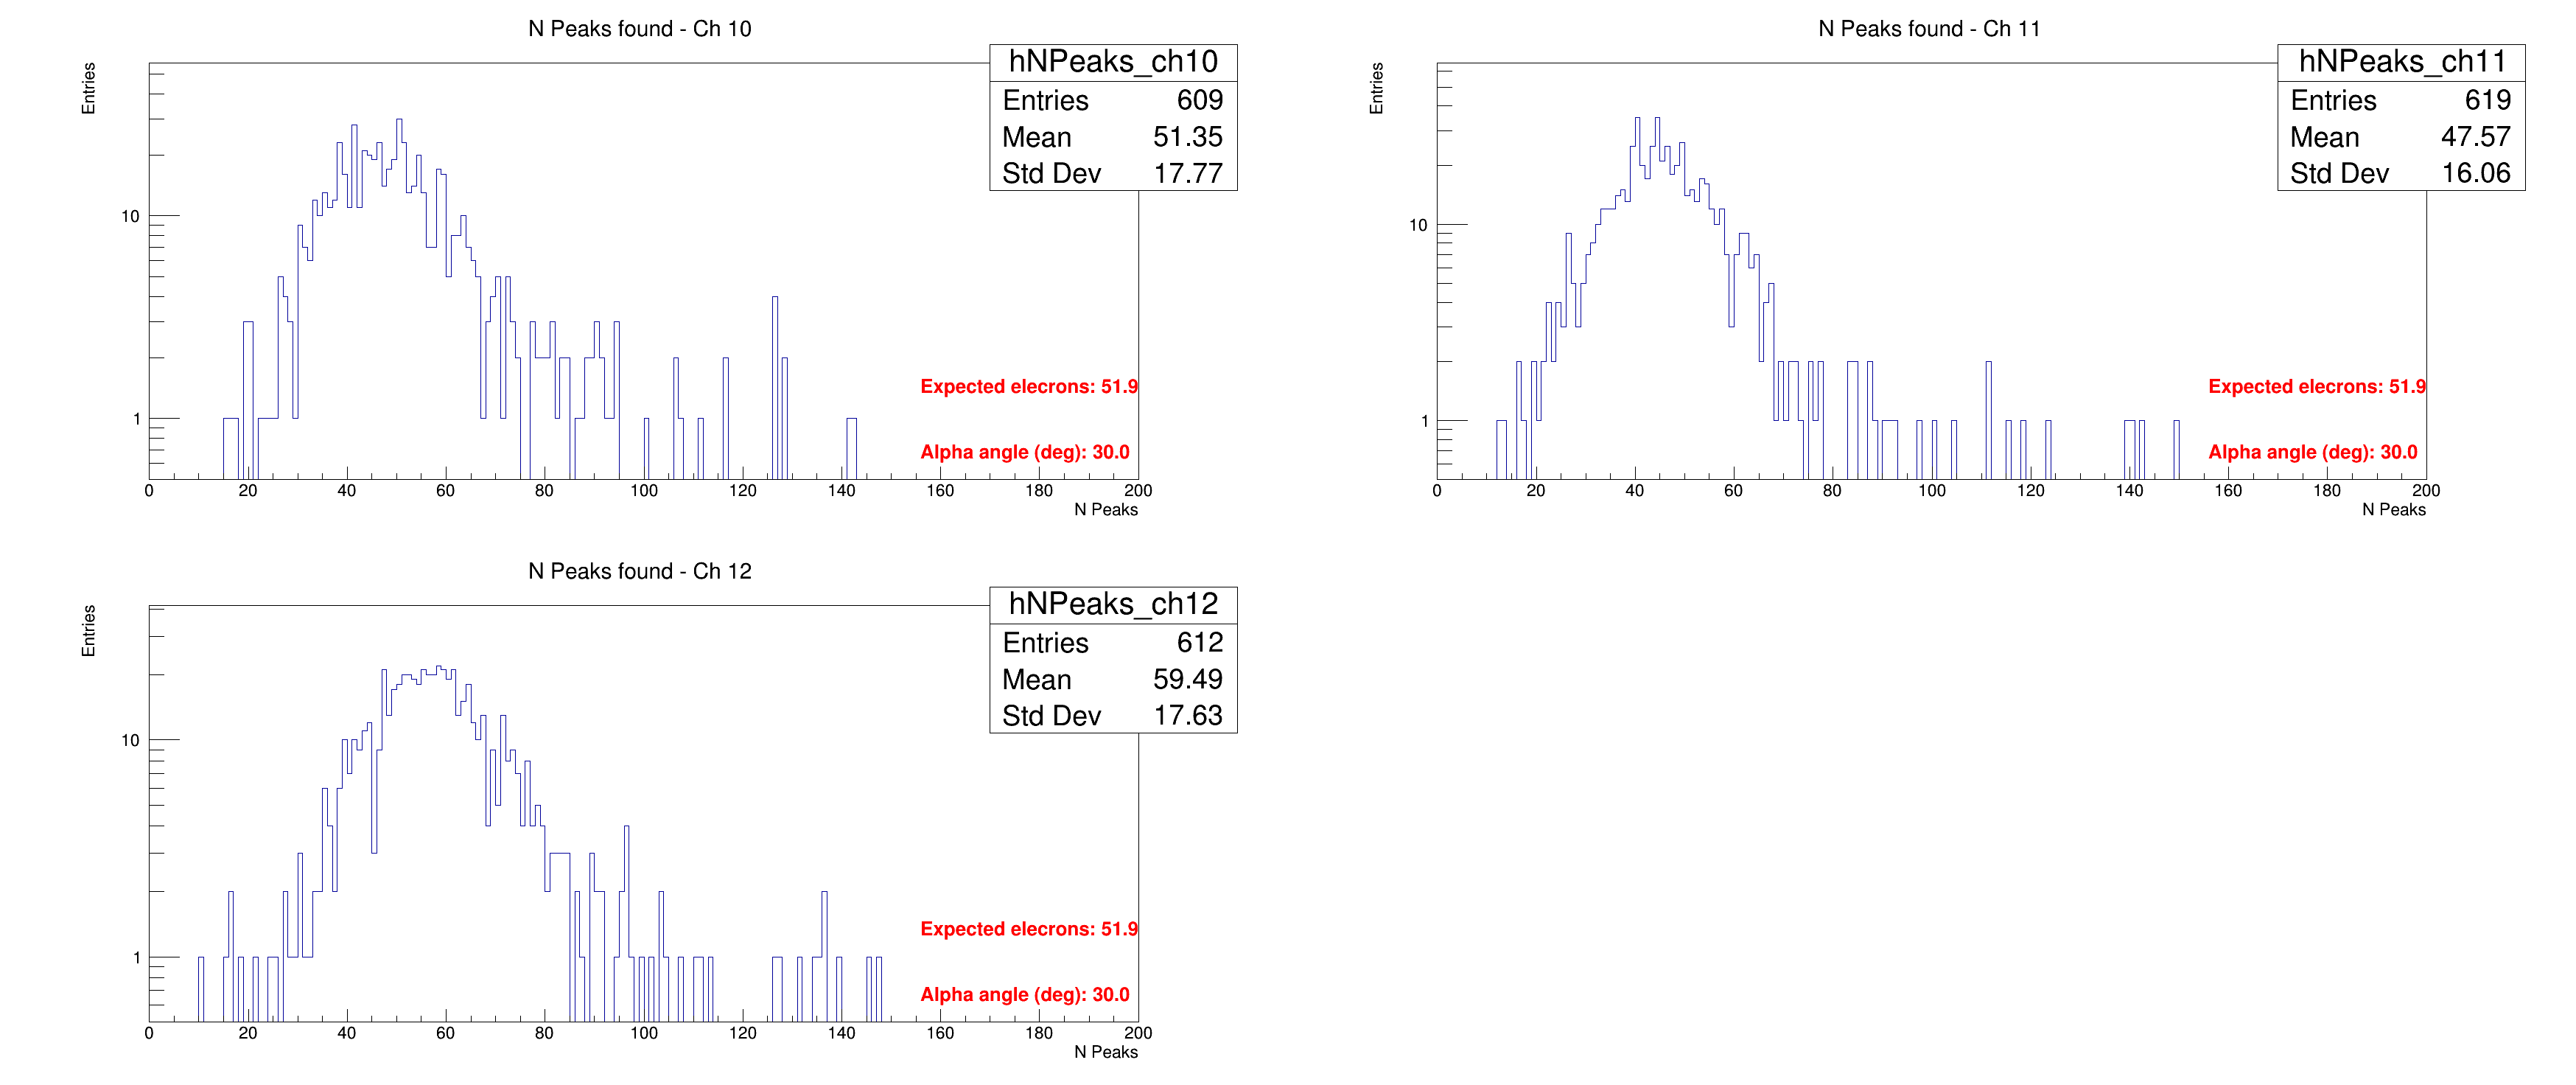 N Peaks found - Ch 10
Entries
hNPeaks_ch10
Entries 609
Mean 51.35
Std Dev 17.77
10
1
Expected elecrons: 51.9
Alpha angle (deg): 30.0
0 20 40 60 80 100 120 140 160 180 200
N Peaks
N Peaks found - Ch 11
Entries
hNPeaks_ch11
Entries 619
Mean 47.57
Std Dev 16.06
10
1
Expected elecrons: 51.9
Alpha angle (deg): 30.0
0 20 40 60 80 100 120 140 160 180 200
N Peaks
N Peaks found - Ch 12
Entries
hNPeaks_ch12
Entries 612
Mean 59.49
Std Dev 17.63
10
1
Expected elecrons: 51.9
Alpha angle (deg): 30.0
0 20 40 60 80 100 120 140 160 180 200
N Peaks